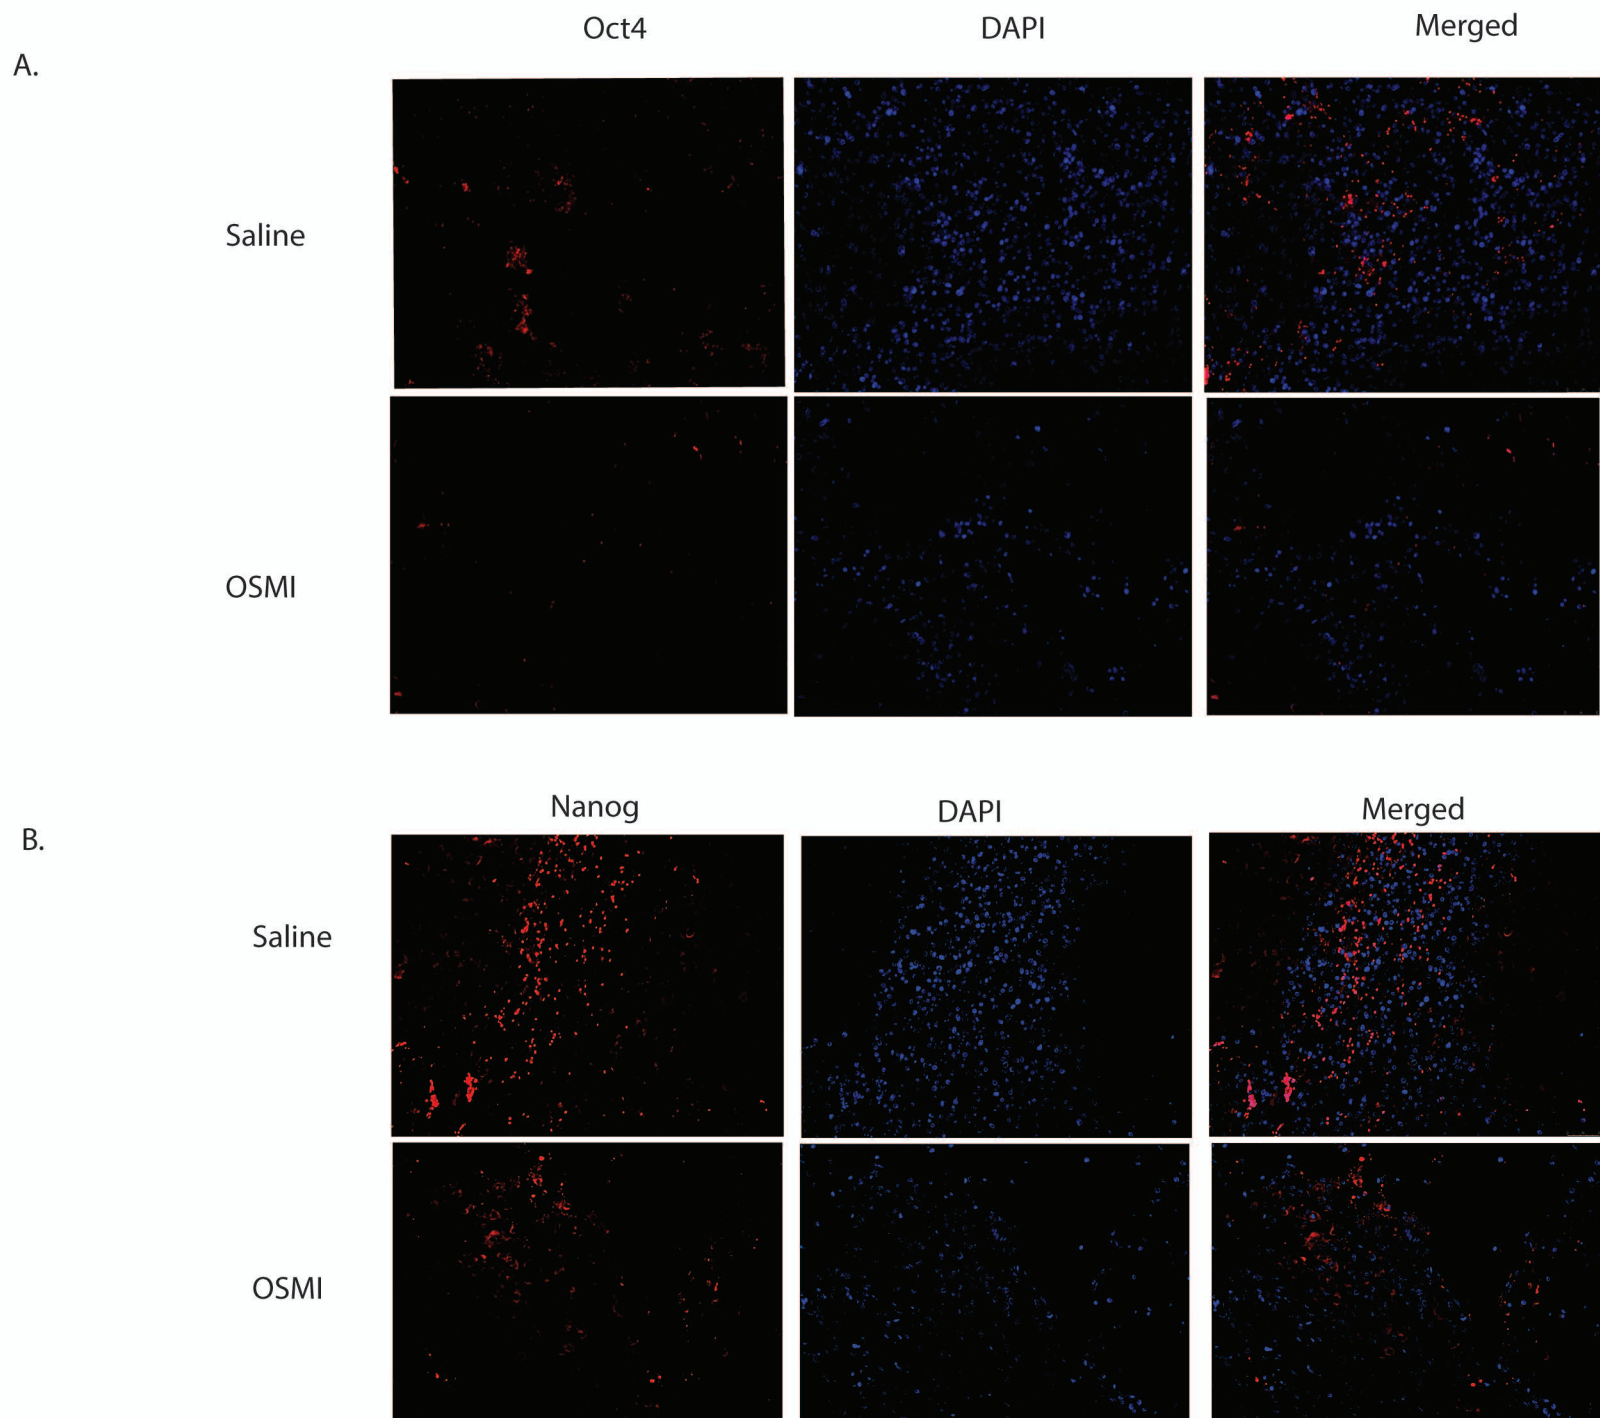 Oct4 DAPI Merged
A.
Saline
OSMI
Nanog DAPI Merged
B.
Saline
OSMI